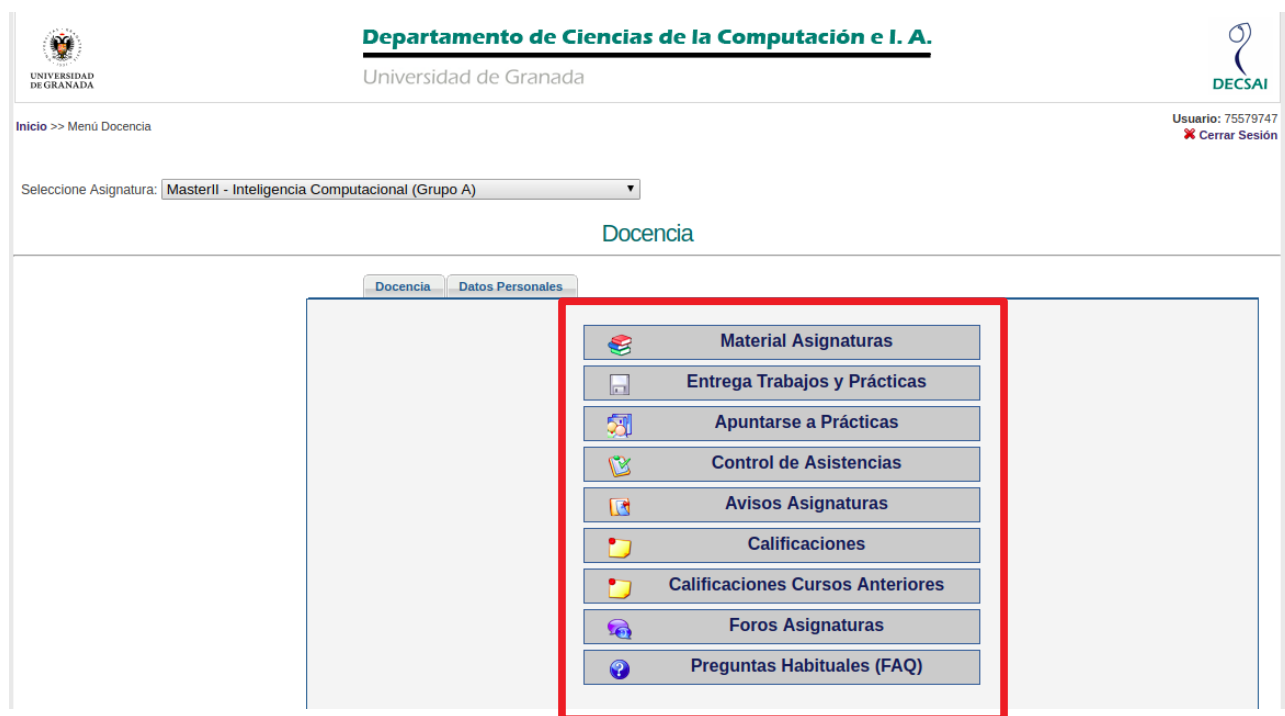 UNIVERSIDAD
DE GRANADA
Departamento de Ciencias de la Computación e I. A.
Universidad de Granada
DECSAI
Inicio >> Menú Docencia
Usuario: 75579747
Cerrar Sesión
Seleccione Asignatura: MasterII - Inteligencia Computacional (Grupo A)
Docencia
Docencia Datos Personales
Material Asignaturas
Entrega Trabajos y Prácticas
Apuntarse a Prácticas
Control de Asistencias
Avisos Asignaturas
Calificaciones
Calificaciones Cursos Anteriores
Foros Asignaturas
Preguntas Habituales (FAQ)